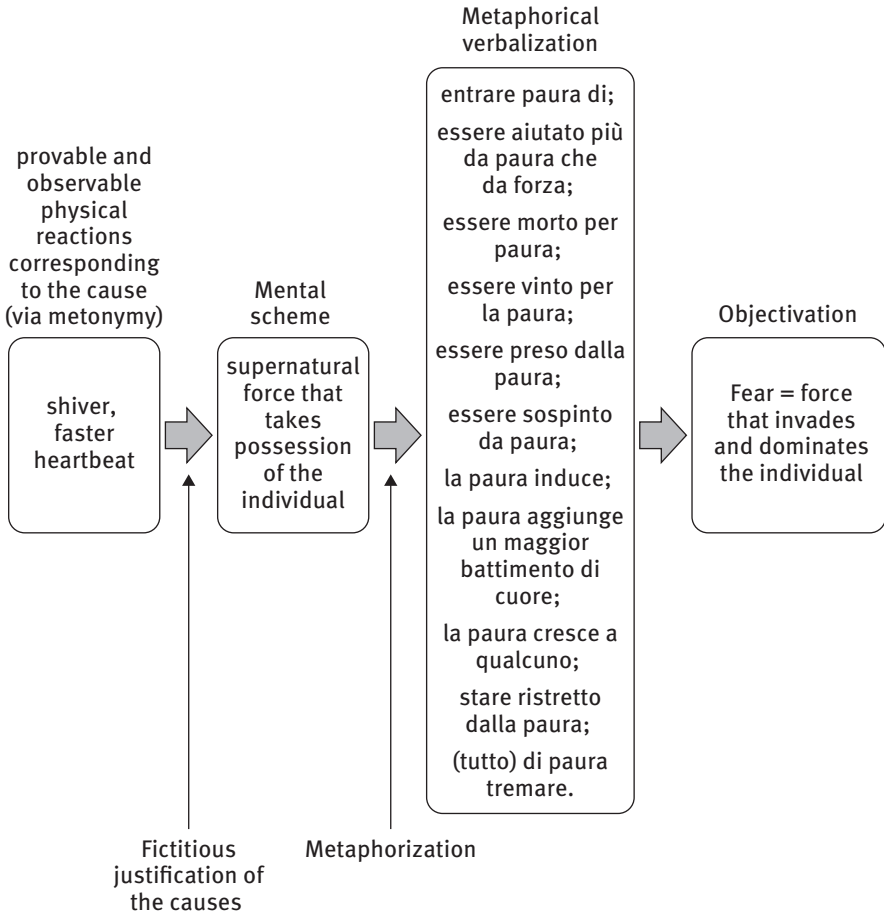 Metaphorical
verbalization
entrare paura di;
essere aiutato più
da paura che
da forza;
essere morto per
paura;
essere vinto per
la paura;
essere preso dalla
paura;
essere sospinto
da paura;
la paura induce;
la paura aggiunge
un maggior
battimento di
cuore;
la paura cresce a
qualcuno;
stare ristretto
dalla paura;
(tutto) di paura
tremare.
provable and
observable
physical
reactions
corresponding
to the cause
(via metonymy)
shiver,
faster
heartbeat
Mental
scheme
supernatural
force that
takes
possession
of the
individual
Objectivation
Fear = force
that invades
and dominates
the individual
Fictitious
justification of
the causes
Metaphorization